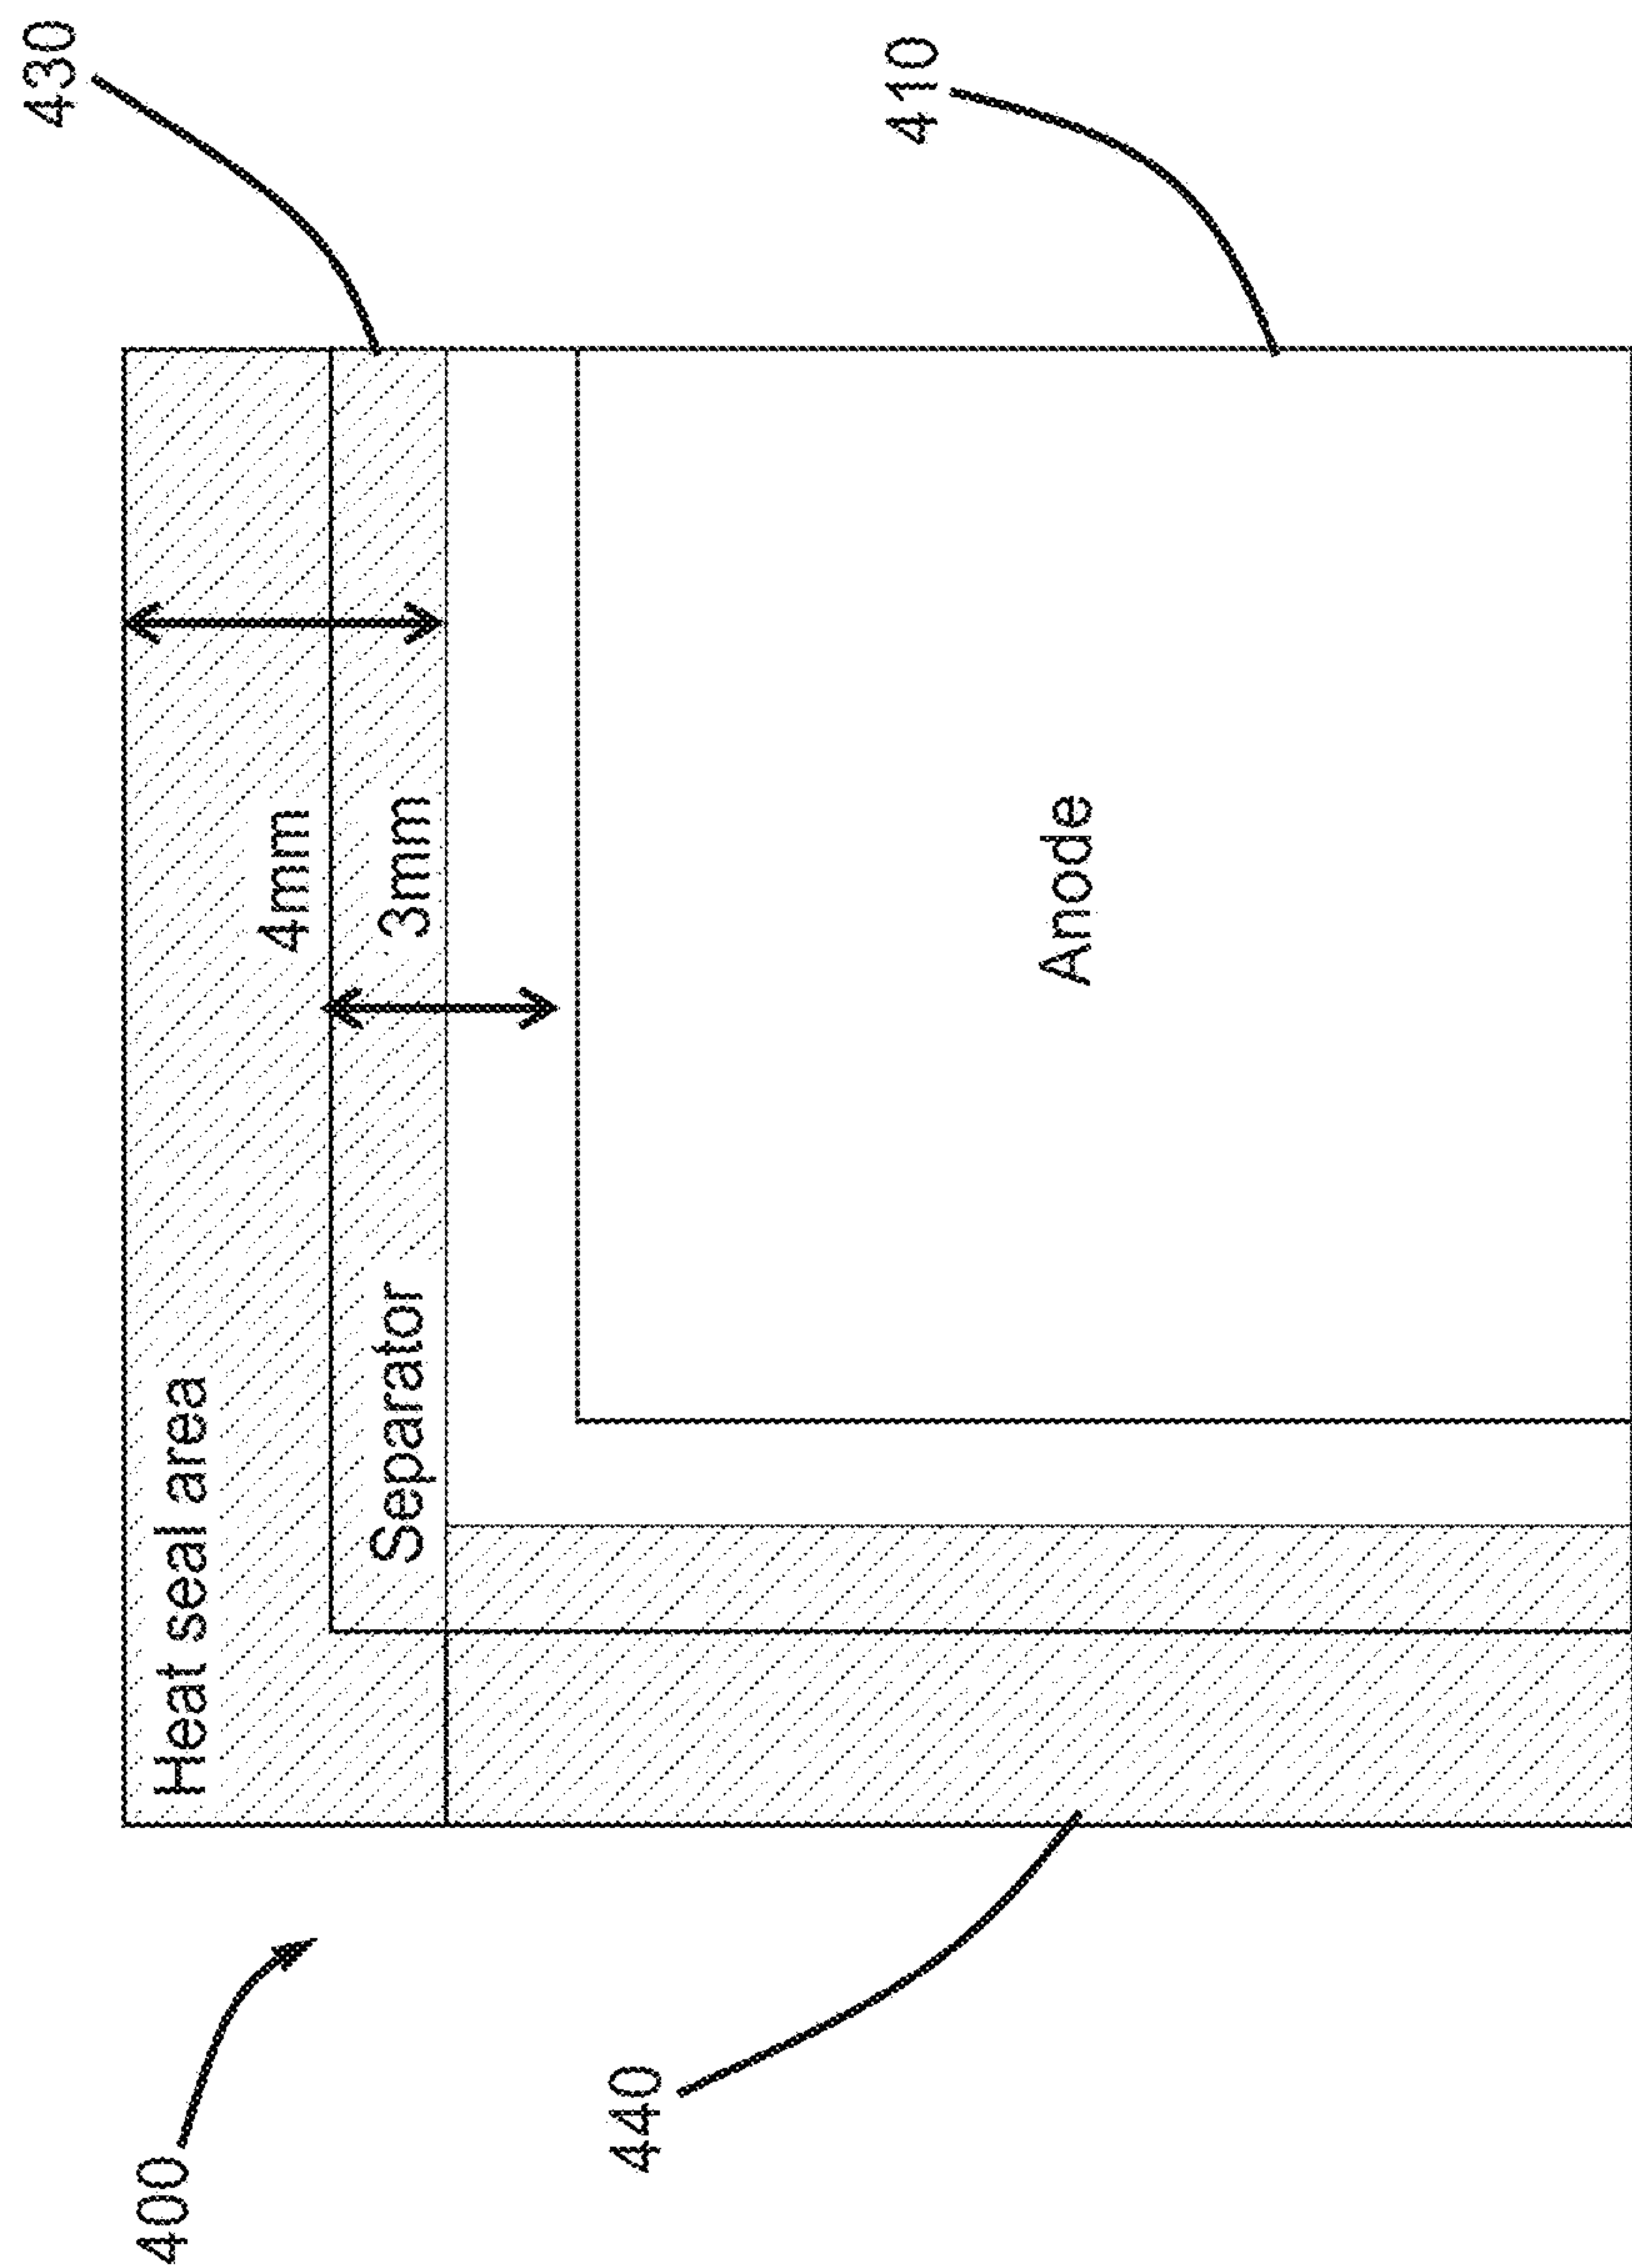 430
400
Heat seal area
4mm
Separator
3mm
440
410
Anode